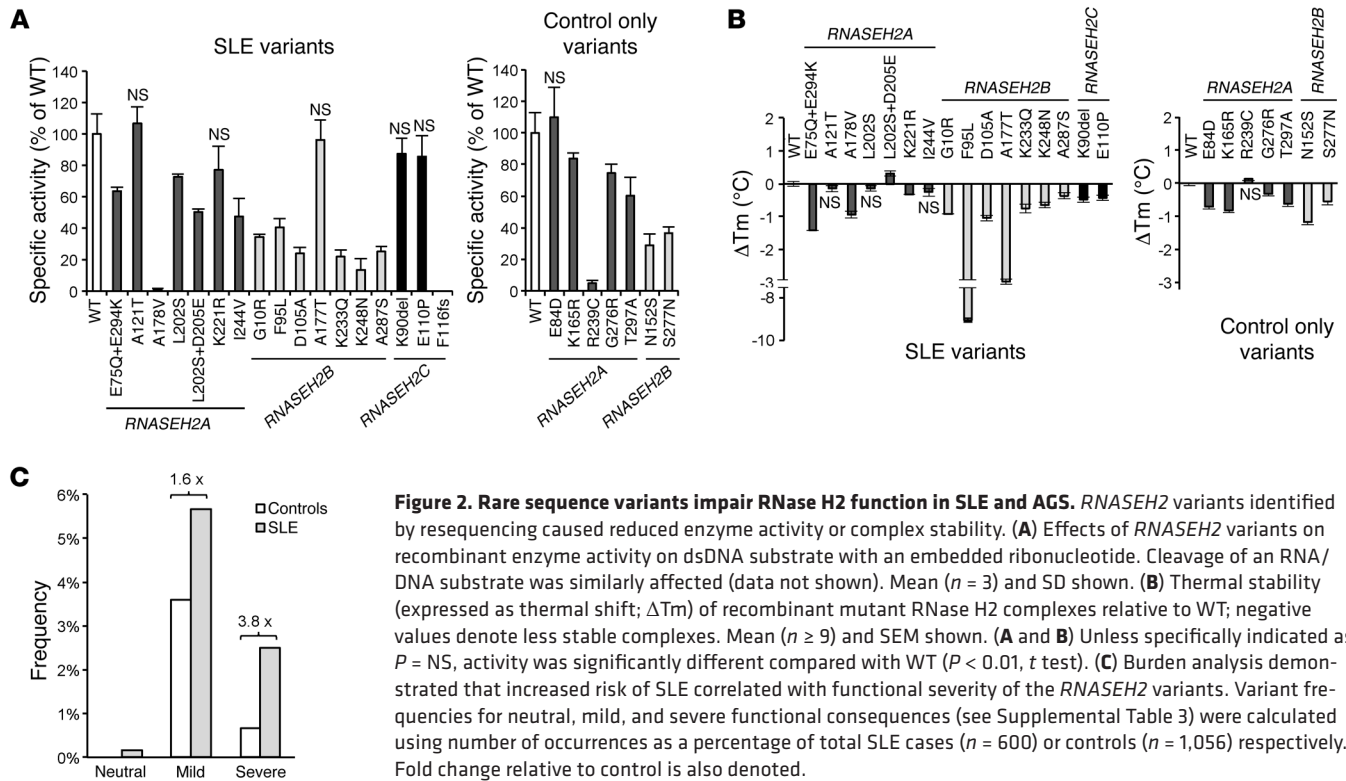 A
SLE variants
Specific activity (% of WT)
140
120
100
80
60
40
20
0
NS
NS
NS
NS
NS
WT
E75Q+E294K
A121T
A178V
L202S
L202S+D205E
K221R
I244V
G10R
F95L
D105A
A177T
K233Q
K248N
A287S
K90del
E110P
F116fs
RNASEH2A
RNASEH2B
RNASEH2C
Control only
variants
Specific activity (% of WT)
140
120
100
80
60
40
20
0
NS
WT
E84D
K165R
R239C
G276R
T297A
N152S
S277N
RNASEH2A
RNASEH2B
B
RNASEH2A
RNASEH2B
RNASEH2C
WT
E75Q+E294K
A121T
A178V
L202S
L202S+D205E
K221R
I244V
G10R
F95L
D105A
A177T
K233Q
K248N
A287S
K90del
E110P
ΔTm (°C)
2
1
0
-1
-2
-3
-8
-10
NS
NS
NS
SLE variants
RNASEH2A
RNASEH2B
WT
E84D
K165R
R239C
G276R
T297A
N152S
S277N
ΔTm (°C)
2
1
0
-1
-2
-3
NS
Control only
variants
C
Frequency
6%
5%
4%
3%
2%
1%
0%
1.6 x
3.8 x
Controls
SLE
Neutral
Mild
Severe
Figure 2. Rare sequence variants impair RNase H2 function in SLE and AGS. RNASEH2 variants identified
by resequencing caused reduced enzyme activity or complex stability. (A) Effects of RNASEH2 variants on
recombinant enzyme activity on dsDNA substrate with an embedded ribonucleotide. Cleavage of an RNA/
DNA substrate was similarly affected (data not shown). Mean (n = 3) and SD shown. (B) Thermal stability
(expressed as thermal shift; ΔTm) of recombinant mutant RNase H2 complexes relative to WT; negative
values denote less stable complexes. Mean (n ≥ 9) and SEM shown. (A and B) Unless specifically indicated as
P = NS, activity was significantly different compared with WT (P < 0.01, t test). (C) Burden analysis demon-
strated that increased risk of SLE correlated with functional severity of the RNASEH2 variants. Variant fre-
quencies for neutral, mild, and severe functional consequences (see Supplemental Table 3) were calculated
using number of occurrences as a percentage of total SLE cases (n = 600) or controls (n = 1,056) respectively.
Fold change relative to control is also denoted.